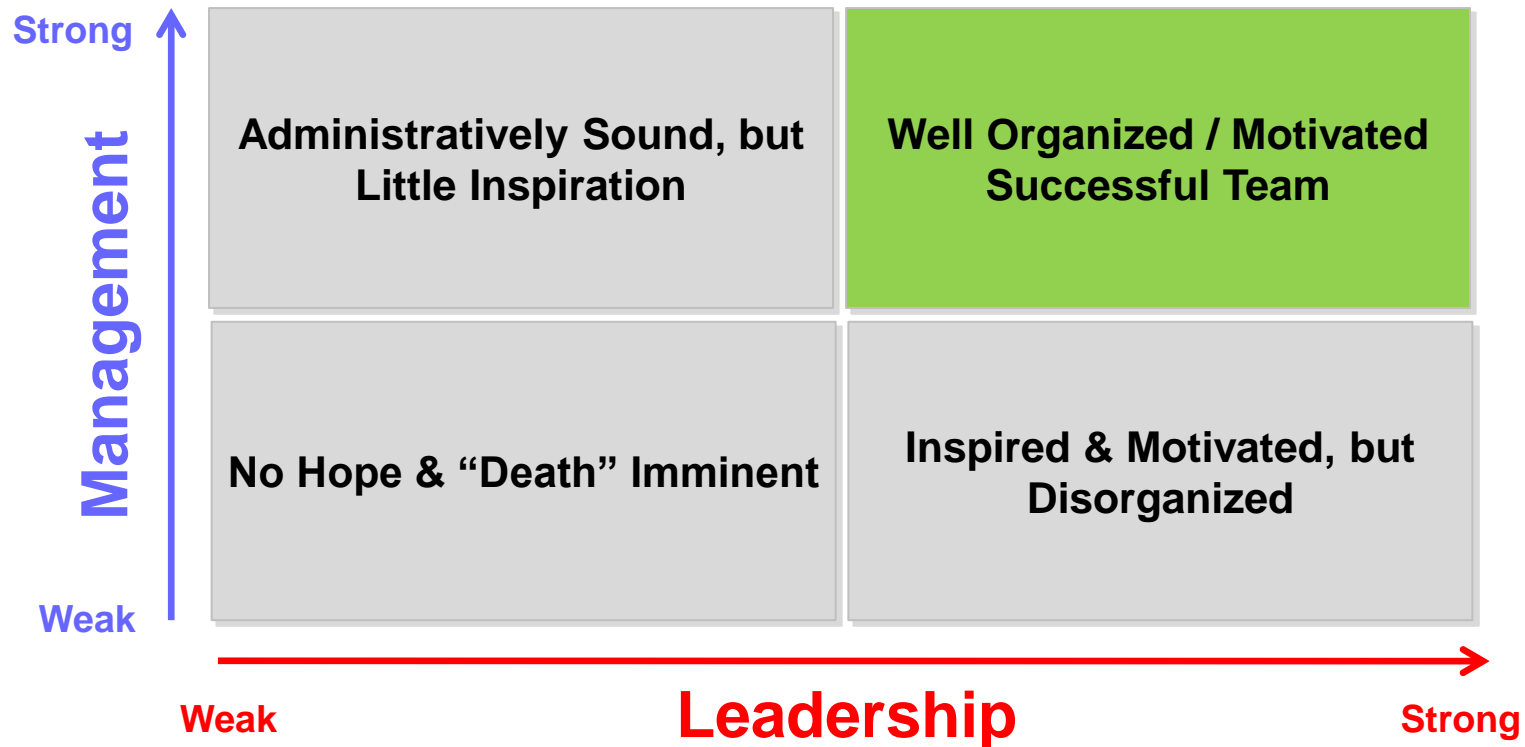 Strong
Administratively Sound, but
Little Inspiration
Well Organized / Motivated
Successful Team
Management
No Hope & “Death” Imminent
Inspired & Motivated, but
Disorganized
Weak
Weak
Leadership
Strong